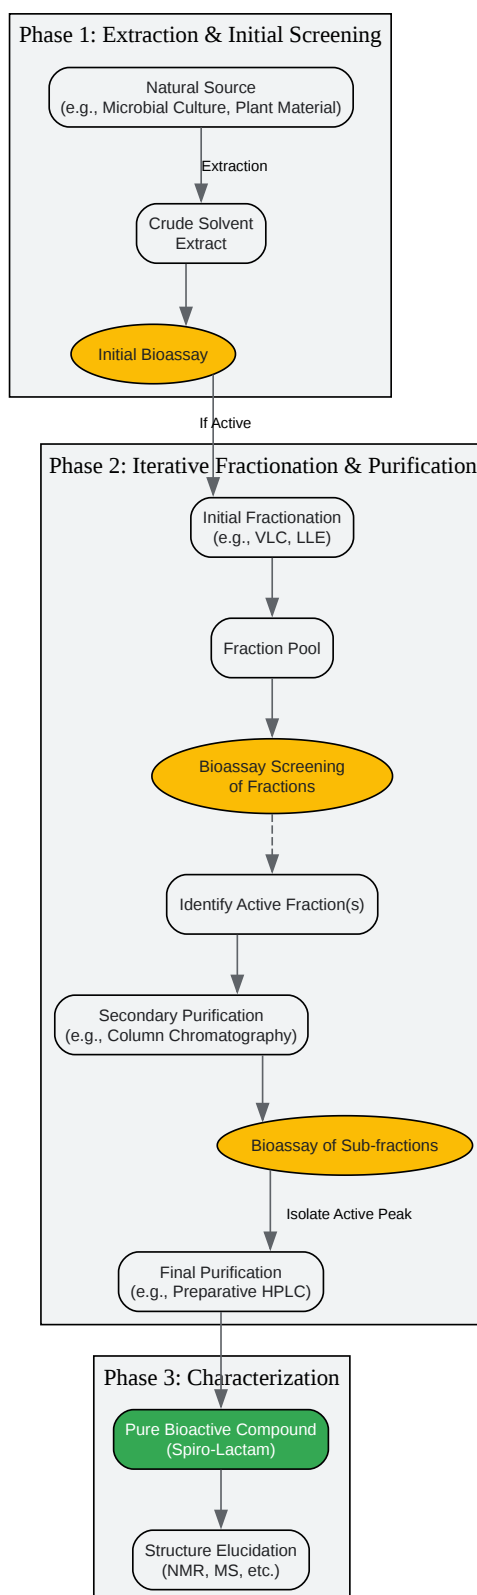 Phase 1: Extraction & Initial Screening
Natural Source
(e.g., Microbial Culture, Plant Material)
Extraction
Crude Solvent
Extract
Initial Bioassay
If Active
Phase 2: Iterative Fractionation & Purification
Initial Fractionation
(e.g., VLC, LLE)
Fraction Pool
Bioassay Screening
of Fractions
Identify Active Fraction(s)
Secondary Purification
(e.g., Column Chromatography)
Bioassay of Sub-fractions
Isolate Active Peak
Final Purification
(e.g., Preparative HPLC)
Phase 3: Characterization
Pure Bioactive Compound
(Spiro-Lactam)
Structure Elucidation
(NMR, MS, etc.)